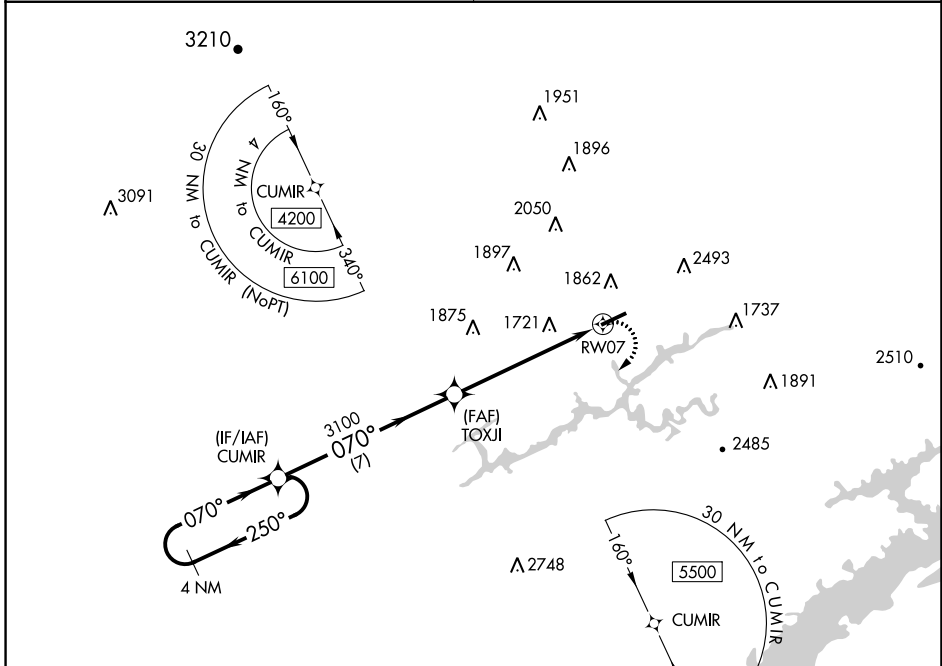 3210
160°
1951
30 NM to CUMIR (NoPT)
4 NM to CUMIR
1896
3091
CUMIR
4200
2050
340°
1897
6100
1862
2493
1875
1721
1737
RW07
2510
1891
(FAF)
TOXJI
3100
070°
(7)
(IF/IAF)
CUMIR
2485
070°
250°
30 NM to CUMIR
160°
4 NM
2748
5500
CUMIR